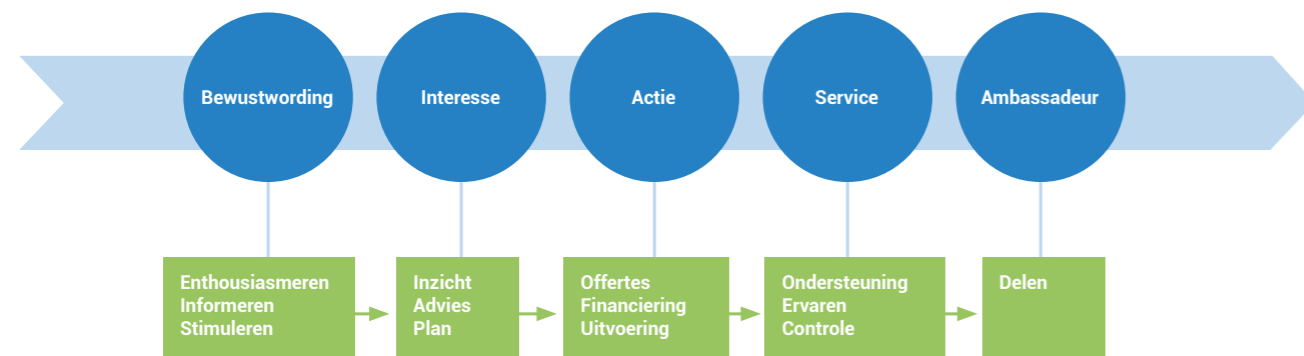 Bewustwording
Interesse
Actie
Service
Ambassadeur
Enthousiasmeren
Informeren
Stimuleren
Inzicht
Advies
Plan
Offertes
Financiering
Uitvoering
Ondersteuning
Ervaren
Controle
Delen